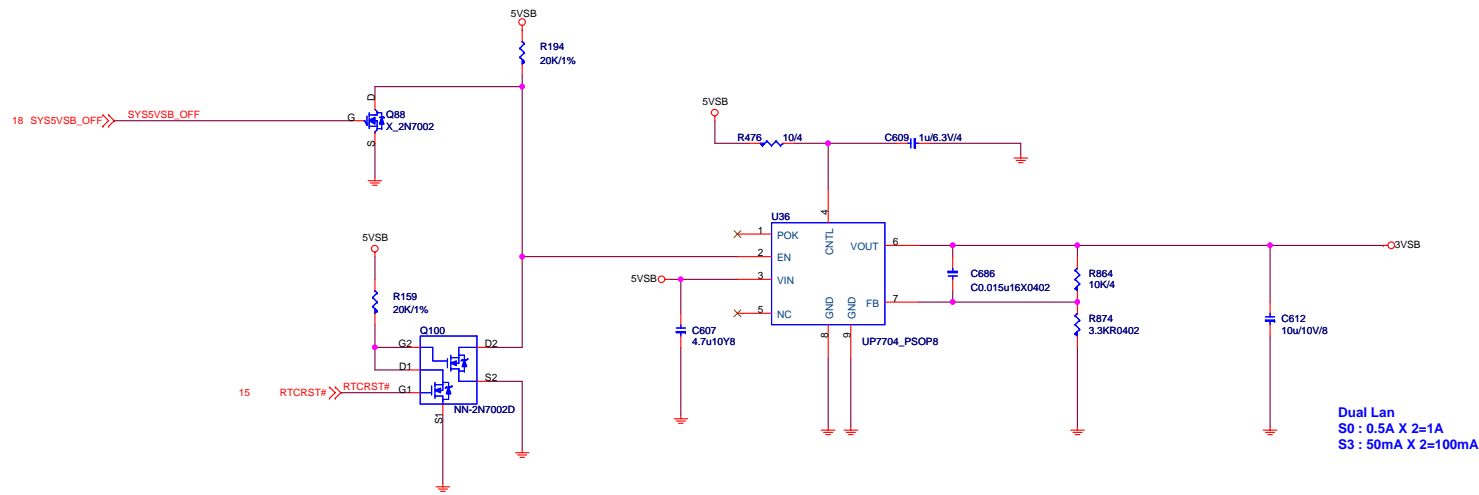 5VSB
R194
20K/1%
D
18 SYS5VSB_OFF SYS5VSB_OFF G Q88
X_2N7002
S
5VSB
R476 10/4 C609 1u/6.3V/4
4
U36
1 POK CNTL VOUT 6 3VSB
2 EN
5VSB 3 VIN
5 NC GND GND FB 7
8 9
UP7704_PSOP8
C607
4.7u10Y8
C686
C0.015u16X0402
R864
10K/4
R874
3.3KR0402
C612
10u/10V/8
5VSB
R159
20K/1%
Q100
G2 D2
D1 S2
15 RTCRST# RTCRST# G1
NN-2N7002D
S1
Dual Lan
S0 : 0.5A X 2=1A
S3 : 50mA X 2=100mA